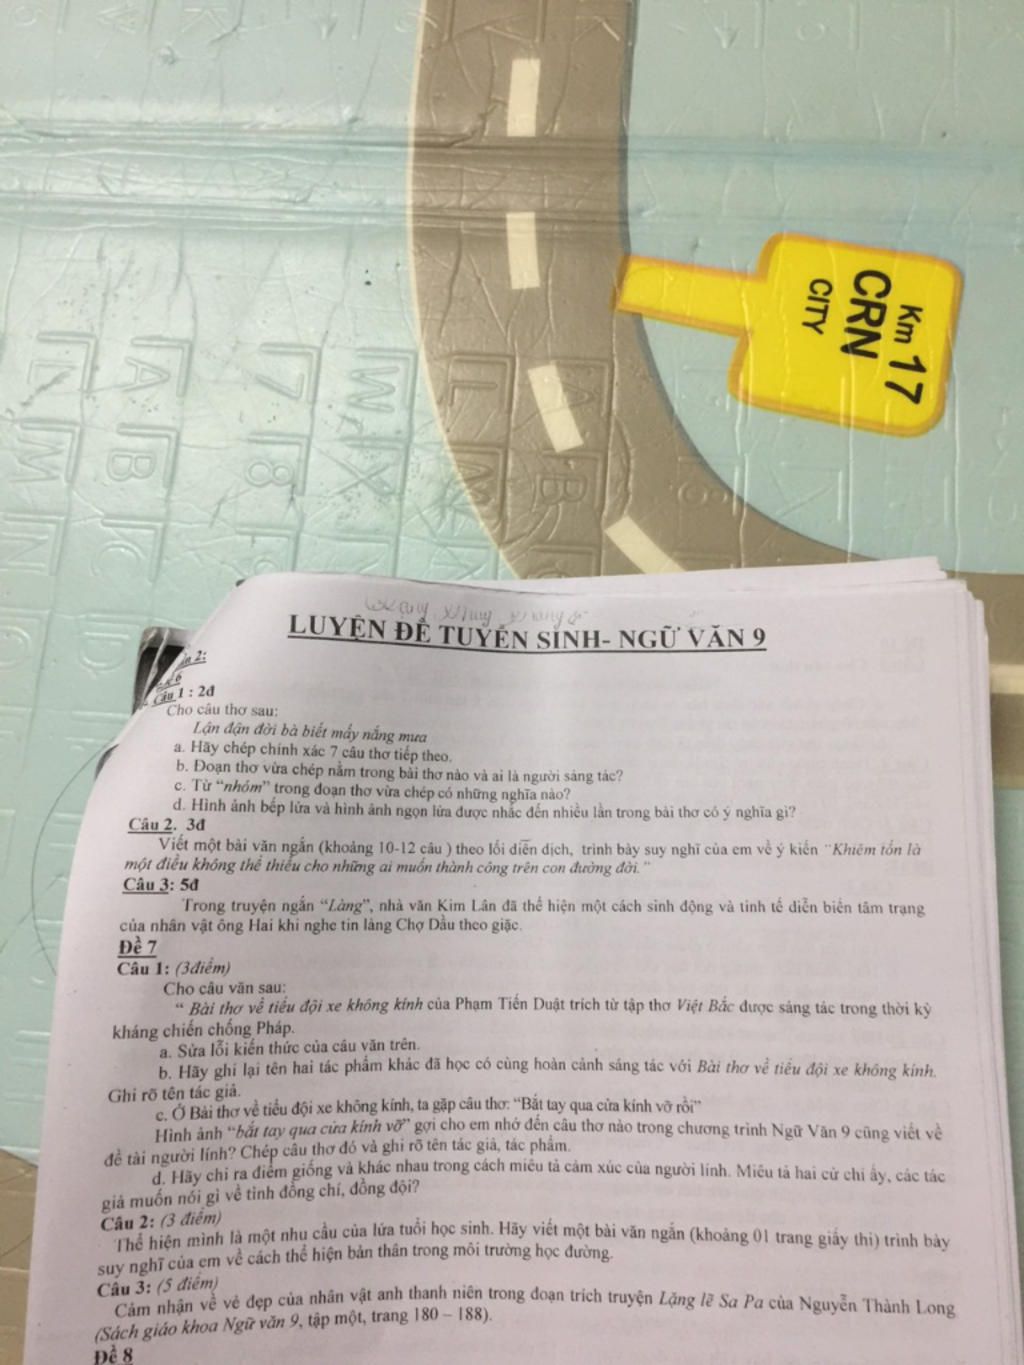 Km 17
CRN
CITY
LUYỆN ĐỀ TUYỂN SINH- NGỮ VĂN 9
2:
6
Câu 1 : 2đ
Cho câu thơ sau:
Lận đận đời bà biết mấy nắng mưa
a. Hãy chép chính xác 7 câu thơ tiếp theo.
b. Đoạn thơ vừa chép nằm trong bài thơ nào và ai là người sáng tác?
c. Từ “nhóm” trong đoạn thơ vừa chép có những nghĩa nào?
d. Hình ảnh bếp lửa và hình ảnh ngọn lửa được nhắc đến nhiều lần trong bài thơ có ý nghĩa gì?
Câu 2. 3đ
Viết một bài văn ngắn (khoảng 10-12 câu ) theo lối diễn dịch, trình bày suy nghĩ của em về ý kiến “Khiêm tốn là
một điều không thể thiếu cho những ai muốn thành công trên con đường đời.”
Câu 3: 5đ
Trong truyện ngắn “Làng”, nhà văn Kim Lân đã thể hiện một cách sinh động và tinh tế diễn biến tâm trạng
của nhân vật ông Hai khi nghe tin làng Chợ Dầu theo giặc.
Đề 7
Câu 1: (3điểm)
Cho câu văn sau:
“ Bài thơ về tiểu đội xe không kính của Phạm Tiến Duật trích từ tập thơ Việt Bắc được sáng tác trong thời kỳ
kháng chiến chống Pháp.
a. Sửa lỗi kiến thức của câu văn trên.
b. Hãy ghi lại tên hai tác phẩm khác đã học có cùng hoàn cảnh sáng tác với Bài thơ về tiểu đội xe không kính.
Ghi rõ tên tác giả.
c. Ở Bài thơ về tiểu đội xe không kính, ta gặp câu thơ: “Bắt tay qua cửa kính vỡ rồi”
Hình ảnh “bắt tay qua cửa kính vỡ” gợi cho em nhớ đến câu thơ nào trong chương trình Ngữ Văn 9 cũng viết về
đề tài người lính? Chép câu thơ đó và ghi rõ tên tác giả, tác phẩm.
d. Hãy chỉ ra điểm giống và khác nhau trong cách miêu tả cảm xúc của người lính. Miêu tả hai cử chỉ ấy, các tác
giả muốn nói gì về tình đồng chí, đồng đội?
Câu 2: (3 điểm)
Thể hiện mình là một nhu cầu của lứa tuổi học sinh. Hãy viết một bài văn ngắn (khoảng 01 trang giấy thi) trình bày
suy nghĩ của em về cách thể hiện bản thân trong môi trường học đường.
Câu 3: (5 điểm)
Cảm nhận về vẻ đẹp của nhân vật anh thanh niên trong đoạn trích truyện Lặng lẽ Sa Pa của Nguyễn Thành Long
(Sách giáo khoa Ngữ văn 9, tập một, trang 180 – 188).
Đề 8